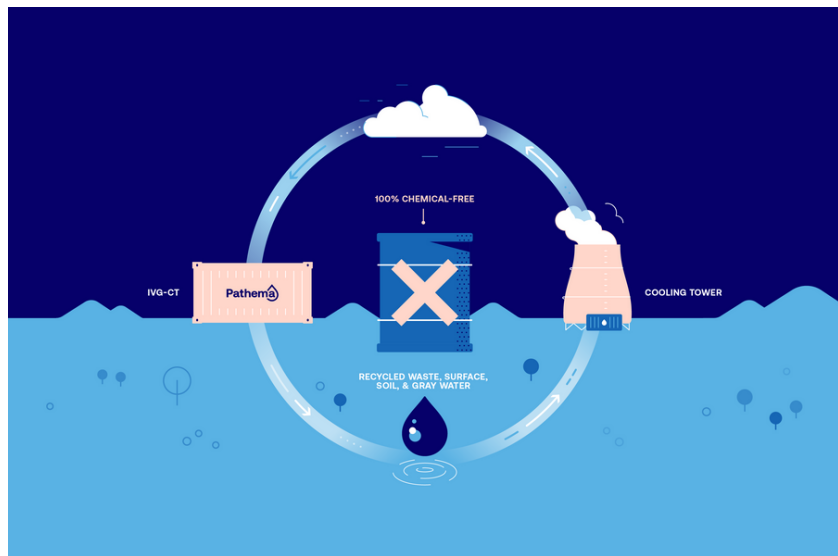 100% CHEMICAL-FREE
IVG-CT
Pathema
COOLING TOWER
RECYCLED WASTE, SURFACE,
SOIL, & GRAY WATER